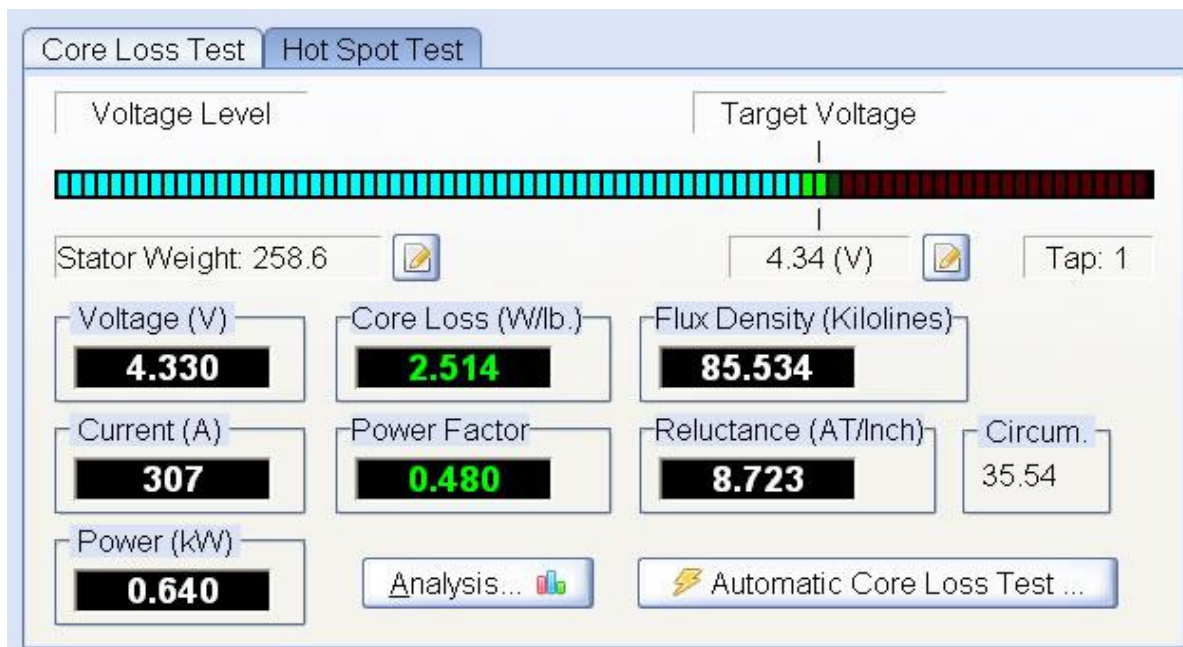 Core Loss Test Hot Spot Test
Voltage Level Target Voltage
Stator Weight: 258.6 4.34 (V) Tap: 1
Voltage (V) Core Loss (W/lb.) Flux Density (Kilolines)
4.330 2.514 85.534
Current (A) Power Factor Reluctance (AT/Inch) Circum.
307 0.480 8.723 35.54
Power (kW)
0.640 Analysis... Automatic Core Loss Test ...